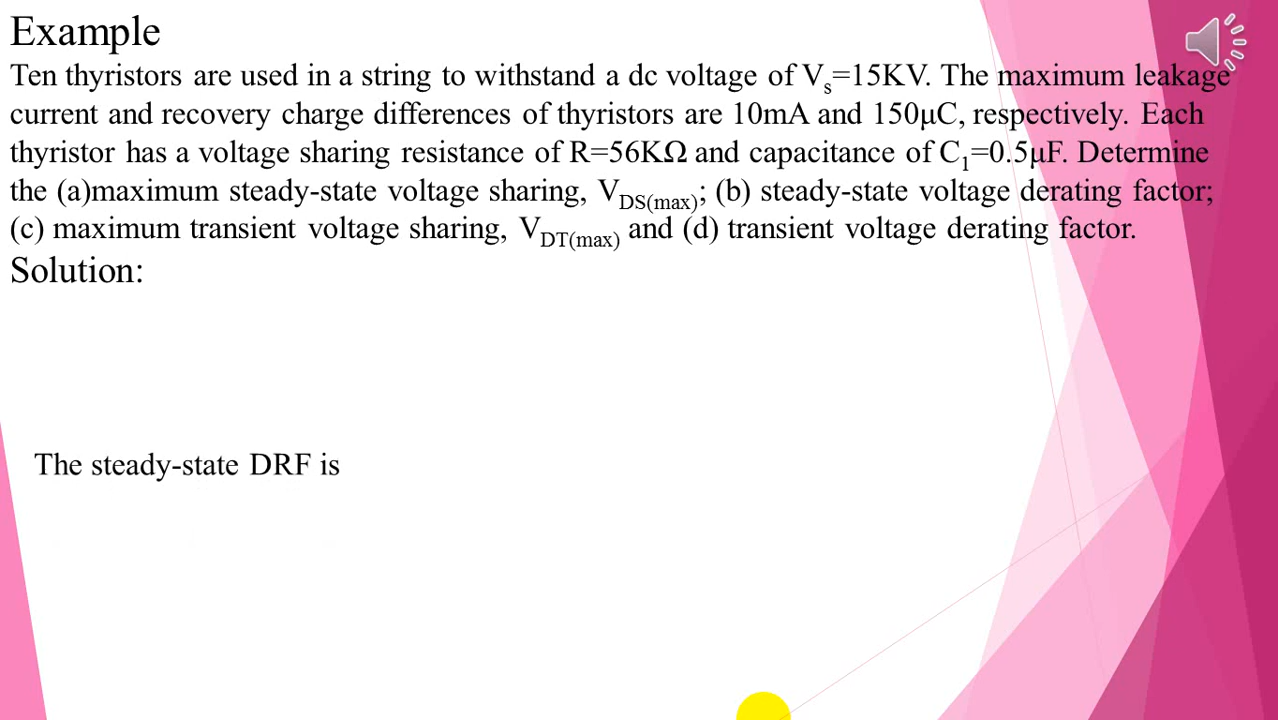 Example
Ten thyristors are used in a string to withstand a dc voltage of Vs=15KV. The maximum leakage
current and recovery charge differences of thyristors are 10mA and 150μC, respectively. Each
thyristor has a voltage sharing resistance of R=56KΩ and capacitance of C1=0.5μF. Determine
the (a)maximum steady-state voltage sharing, VDS(max); (b) steady-state voltage derating factor;
(c) maximum transient voltage sharing, VDT(max) and (d) transient voltage derating factor.
Solution:
The steady-state DRF is